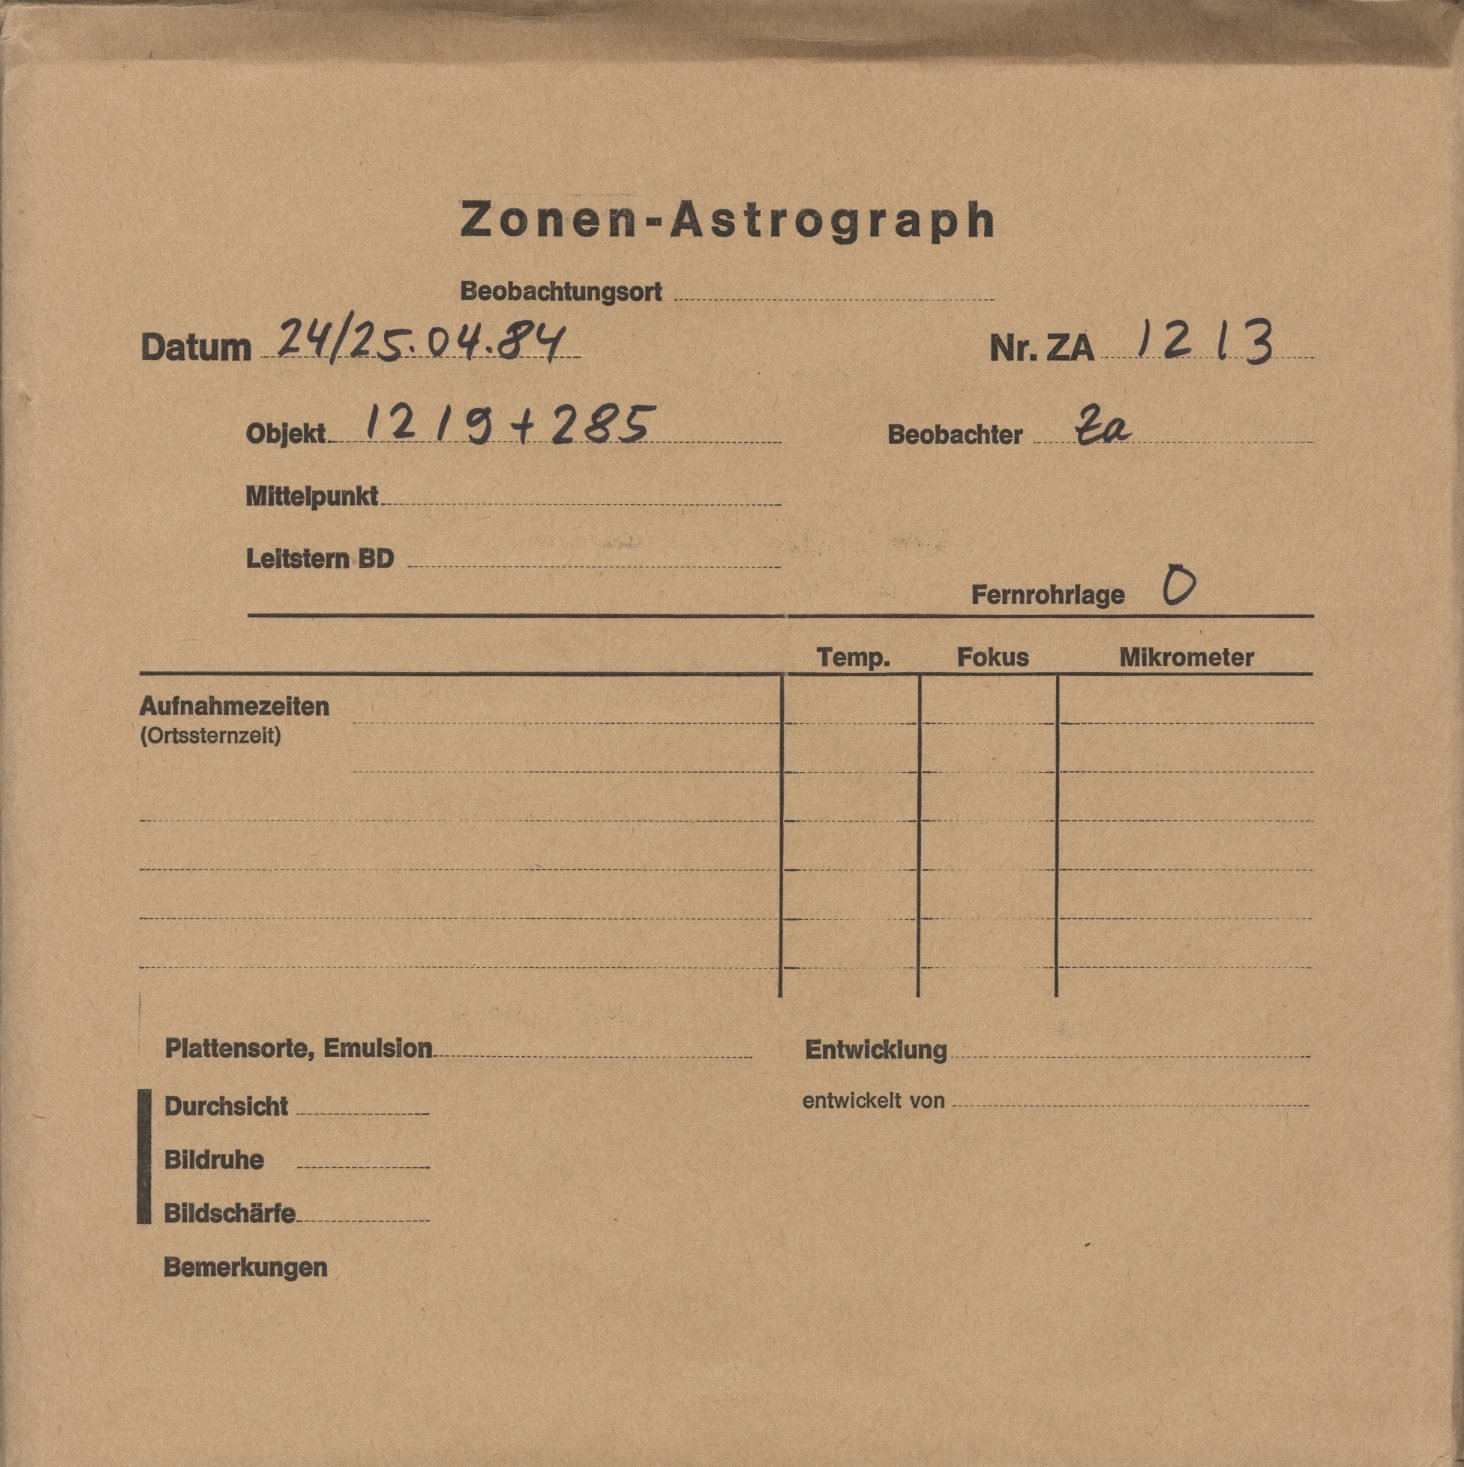 Zonen-Astrograph
Beobachtungsort
Datum 24/25.04.84 Nr. ZA 1213
Objekt 1219+285 Beobachter Za
Mittelpunkt
Leitstern BD
Fernrohrlage O
Temp. Fokus Mikrometer
Aufnahmezeiten
(Ortssternzeit)
Plattensorte, Emulsion Entwicklung
Durchsicht entwickelt von
Bildruhe
Bildschärfe
Bemerkungen